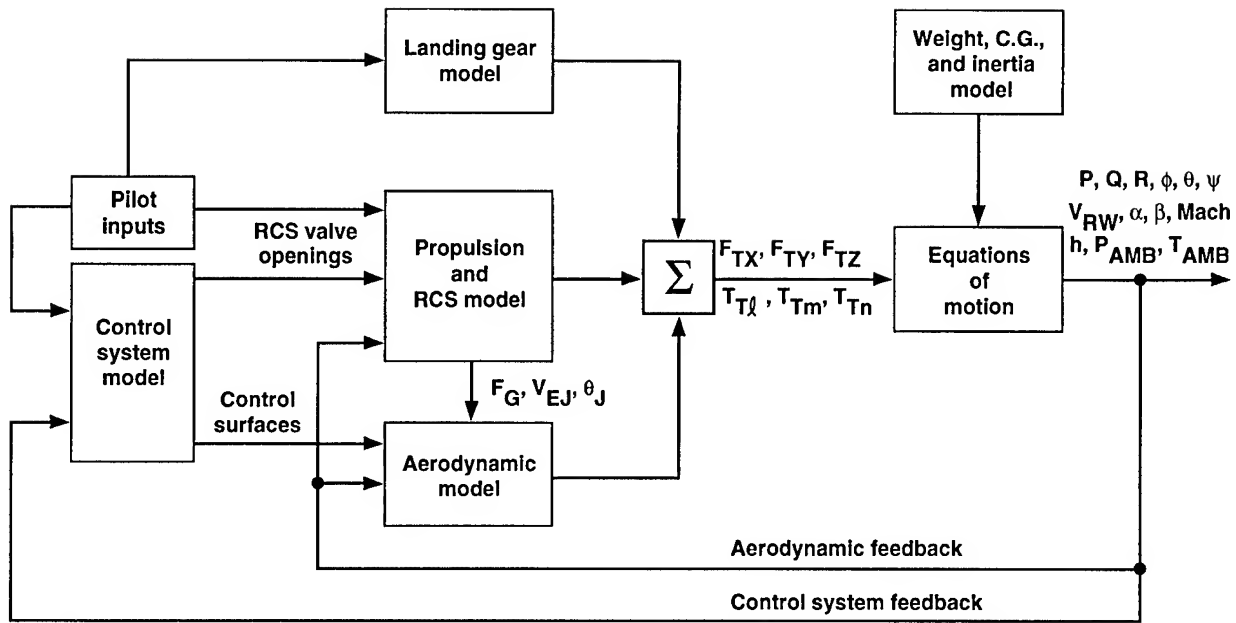 Landing gear
model
Weight, C.G.,
and inertia
model
Pilot
inputs
RCS valve
openings
Propulsion
and
RCS model
Control
system
model
Σ
F_TX, F_TY, F_TZ
T_Tℓ, T_Tm, T_Tn
Equations
of
motion
P, Q, R, ϕ, θ, ψ
V_RW, α, β, Mach
h, P_AMB, T_AMB
F_G, V_EJ, θ_J
Control
surfaces
Aerodynamic
model
Aerodynamic feedback
Control system feedback